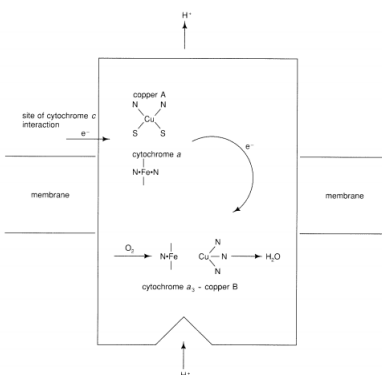 H⁺
copper A
N N
Cu
S S
site of cytochrome c
interaction
e⁻
cytochrome a
N•Fe•N
e⁻
membrane
membrane
O₂
N•Fe
N
Cu—N
N
H₂O
cytochrome a₃ - copper B
H⁺